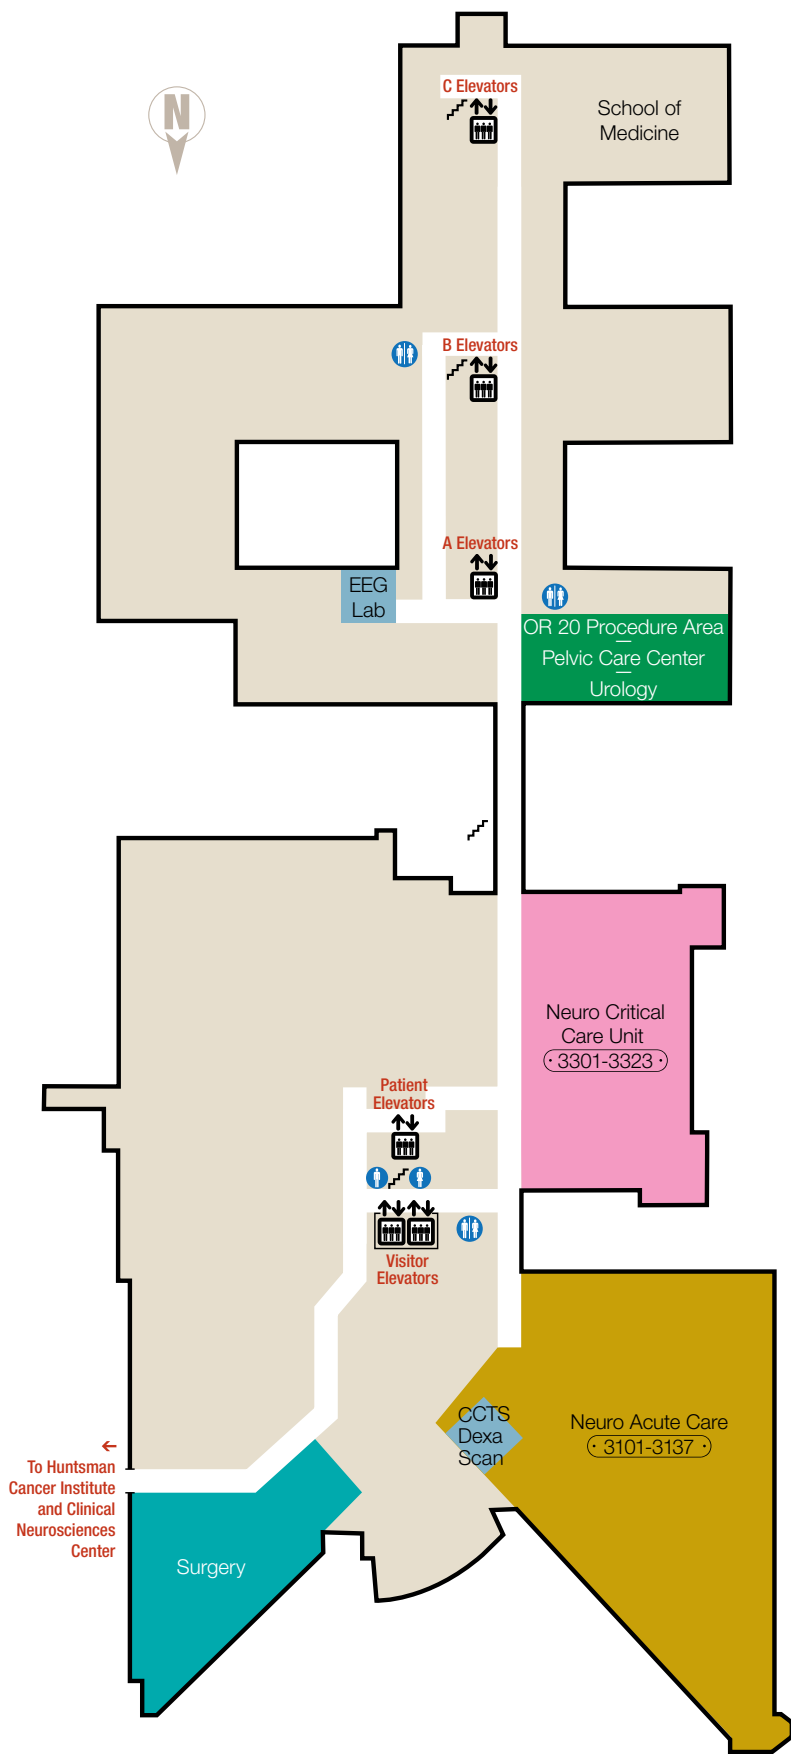 N
C Elevators
School of
Medicine
B Elevators
A Elevators
EEG
Lab
OR 20 Procedure Area
Pelvic Care Center
Urology
Neuro Critical
Care Unit
· 3301-3323 ·
Patient
Elevators
Visitor
Elevators
CCTS
Dexa
Scan
Neuro Acute Care
· 3101-3137 ·
←
To Huntsman
Cancer Institute
and Clinical
Neurosciences
Center
Surgery